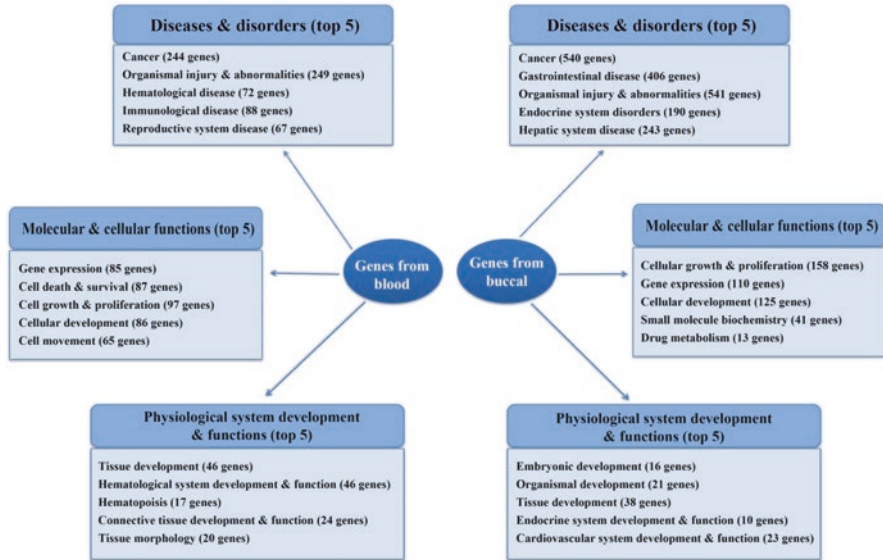 Diseases & disorders (top 5)
Cancer (244 genes)
Organismal injury & abnormalities (249 genes)
Hematological disease (72 genes)
Immunological disease (88 genes)
Reproductive system disease (67 genes)
Diseases & disorders (top 5)
Cancer (540 genes)
Gastrointestinal disease (406 genes)
Organismal injury & abnormalities (541 genes)
Endocrine system disorders (190 genes)
Hepatic system disease (243 genes)
Molecular & cellular functions (top 5)
Gene expression (85 genes)
Cell death & survival (87 genes)
Cell growth & proliferation (97 genes)
Cellular development (86 genes)
Cell movement (65 genes)
Genes from
blood
Genes from
buccal
Molecular & cellular functions (top 5)
Cellular growth & proliferation (158 genes)
Gene expression (110 genes)
Cellular development (125 genes)
Small molecule biochemistry (41 genes)
Drug metabolism (13 genes)
Physiological system development
& functions (top 5)
Tissue development (46 genes)
Hematological system development & function (46 genes)
Hematopoisis (17 genes)
Connective tissue development & function (24 genes)
Tissue morphology (20 genes)
Physiological system development
& functions (top 5)
Embryonic development (16 genes)
Organismal development (21 genes)
Tissue development (38 genes)
Endocrine system development & function (10 genes)
Cardiovascular system development & function (23 genes)